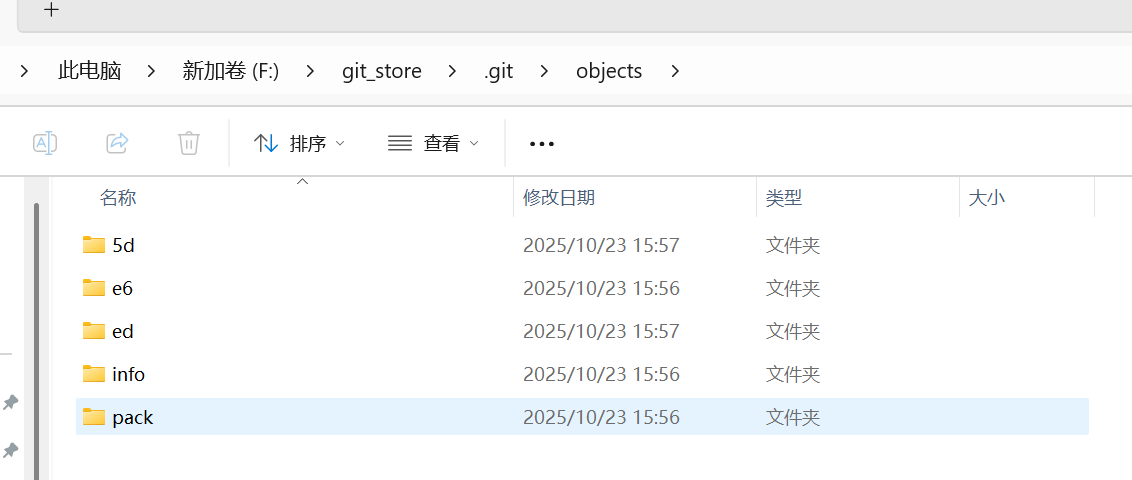 此电脑 新加卷 (F:) git_store .git objects
排序 查看
名称 修改日期 类型 大小
5d 2025/10/23 15:57 文件夹
e6 2025/10/23 15:56 文件夹
ed 2025/10/23 15:57 文件夹
info 2025/10/23 15:56 文件夹
pack 2025/10/23 15:56 文件夹